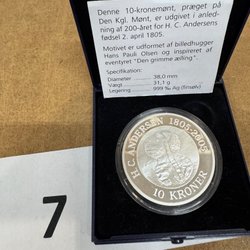 Denne 10-kronemønt, præget på
Den Kgl. Mønt, er udgivet i anled-
ning af 200-året for H. C. Andersens
fødsel 2. april 1805.
Motivet er udformet af billedhugger
Hans Pauli Olsen og inspireret af
eventyret "Den grimme ælling".
Specifikation:
Diameter 38,0 mm
Vægt 31,1 g
Legering 999 ‰ Ag (finsølv)
H.C. ANDERSEN 1805-2005
10 KRONER
7